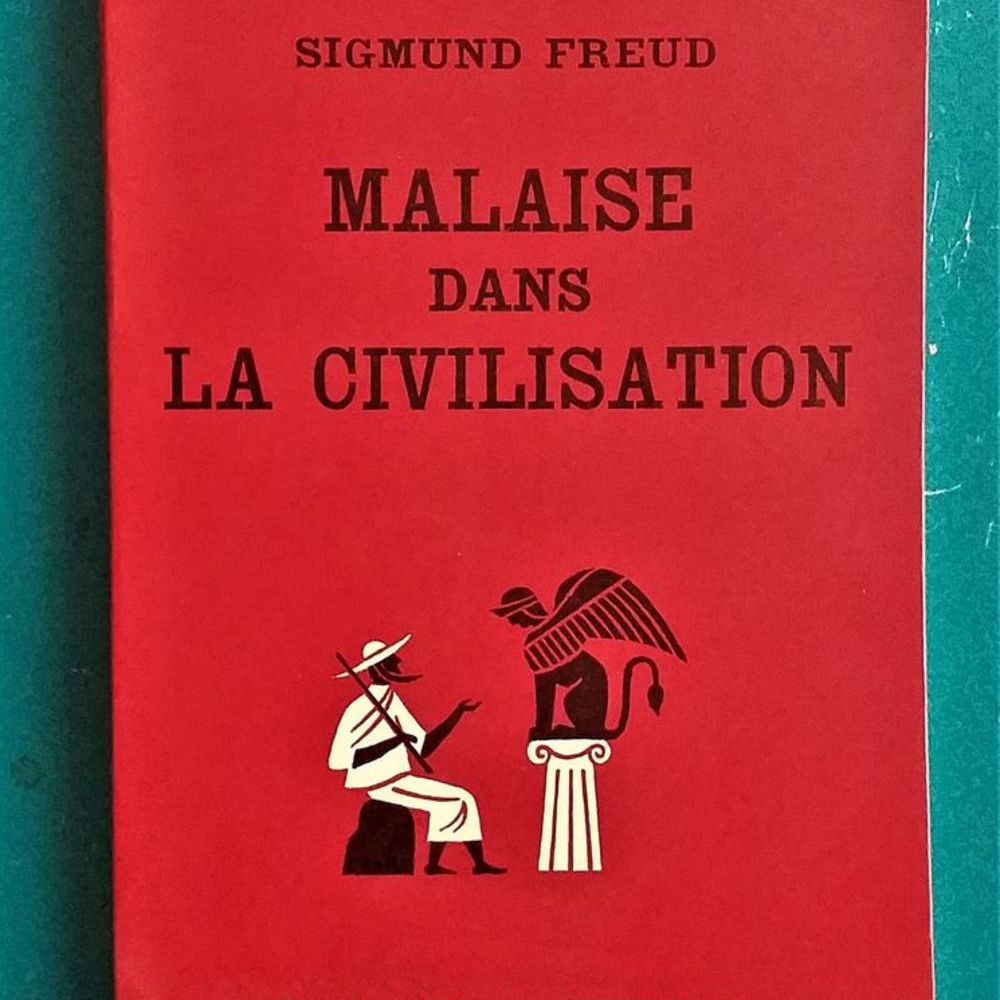 SIGMUND FREUD
MALAISE
DANS
LA CIVILISATION